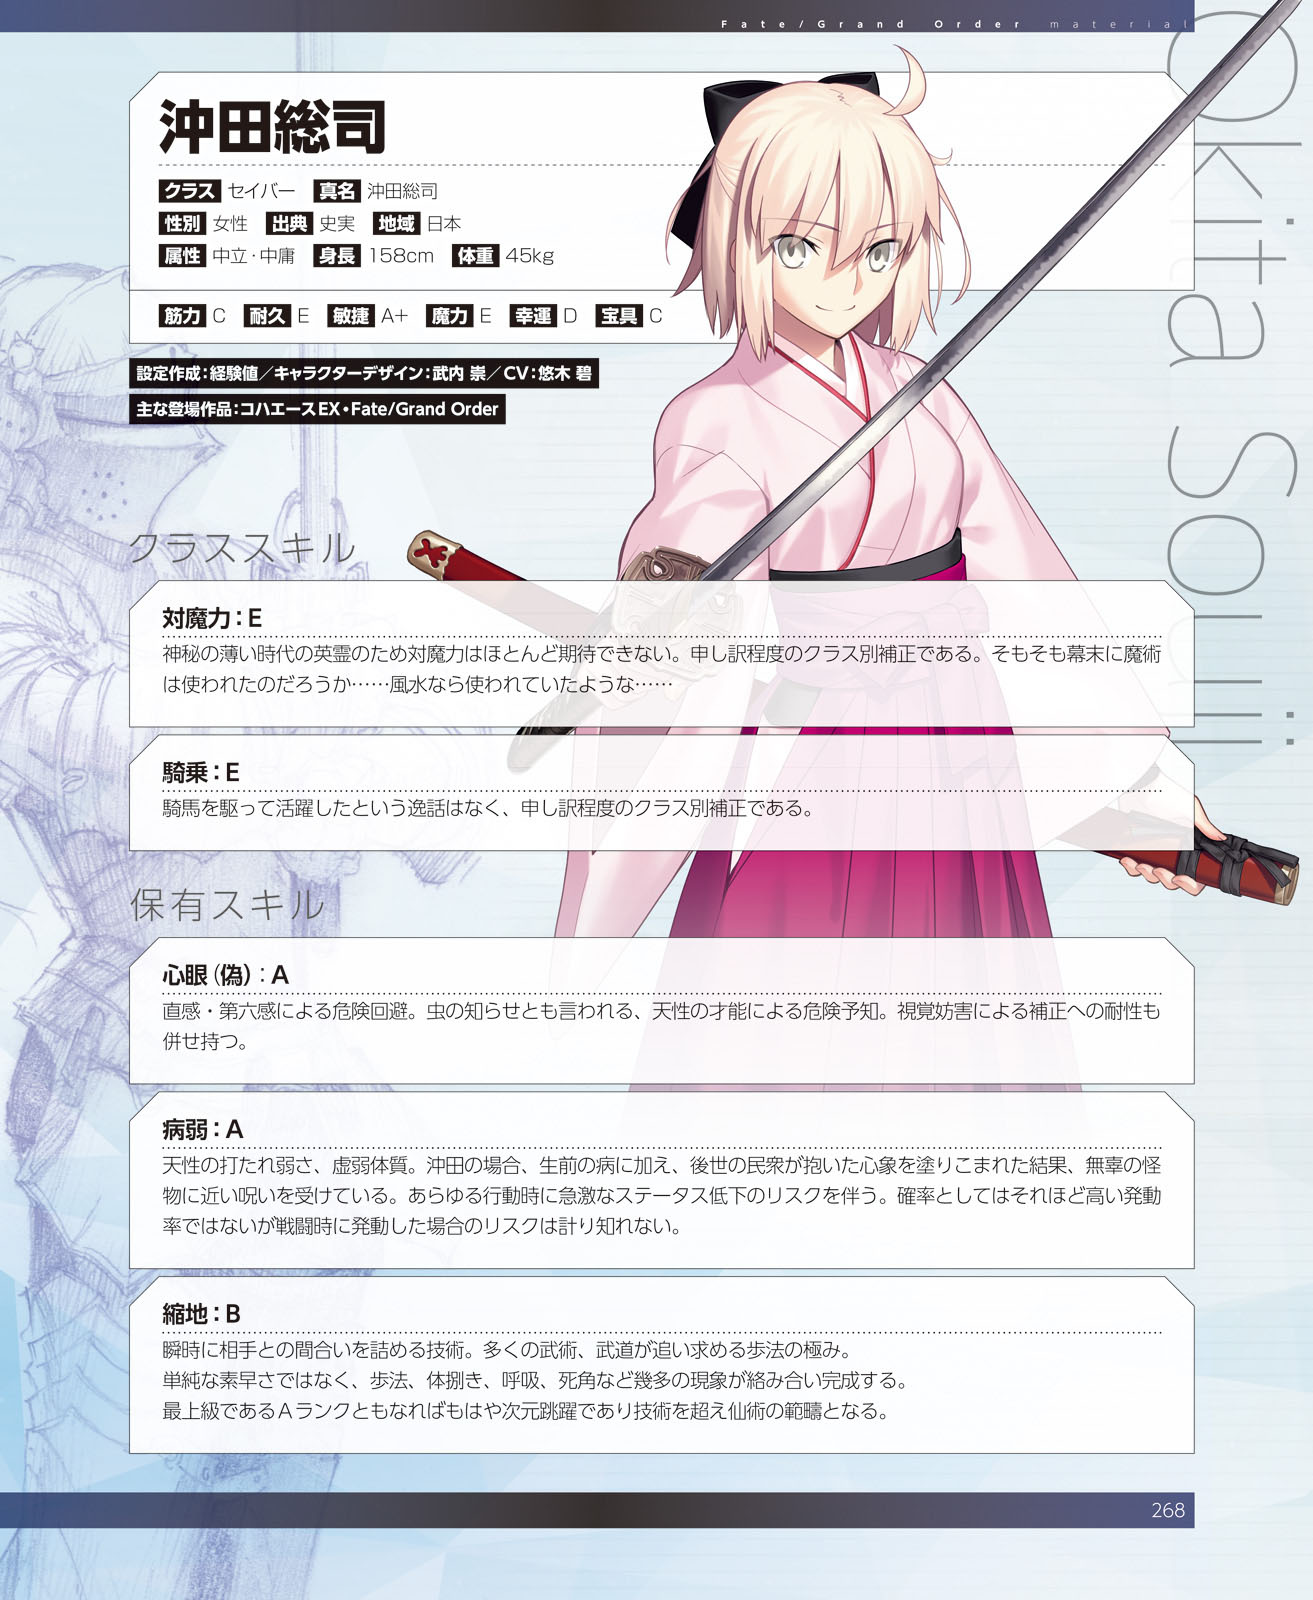 Fate/Grand Order material
Okita Souji
沖田総司
クラス セイバー 真名 沖田総司
性別 女性 出典 史実 地域 日本
属性 中立・中庸 身長 158cm 体重 45kg
筋力 C 耐久 E 敏捷 A+ 魔力 E 幸運 D 宝具 C
設定作成:経験値/キャラクターデザイン:武内 崇/CV:悠木 碧
主な登場作品:コハエースEX・Fate/Grand Order
クラススキル
対魔力:E
神秘の薄い時代の英霊のため対魔力はほとんど期待できない。申し訳程度のクラス別補正である。そもそも幕末に魔術
は使われたのだろうか……風水なら使われていたような……
騎乗:E
騎馬を駆って活躍したという逸話はなく、申し訳程度のクラス別補正である。
保有スキル
心眼(偽):A
直感・第六感による危険回避。虫の知らせとも言われる、天性の才能による危険予知。視覚妨害による補正への耐性も
併せ持つ。
病弱:A
天性の打たれ弱さ、虚弱体質。沖田の場合、生前の病に加え、後世の民衆が抱いた心象を塗りこまれた結果、無辜の怪
物に近い呪いを受けている。あらゆる行動時に急激なステータス低下のリスクを伴う。確率としてはそれほど高い発動
率ではないが戦闘時に発動した場合のリスクは計り知れない。
縮地:B
瞬時に相手との間合いを詰める技術。多くの武術、武道が追い求める歩法の極み。
単純な素早さではなく、歩法、体捌き、呼吸、死角など幾多の現象が絡み合い完成する。
最上級であるAランクともなればもはや次元跳躍であり技術を超え仙術の範疇となる。
268